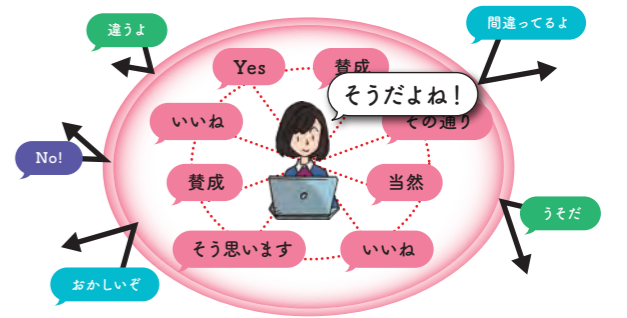 違うよ
間違ってるよ
Yes
賛成
そうだよね！
いいね
その通り
No!
賛成
当然
うそだ
そう思います
いいね
おかしいぞ